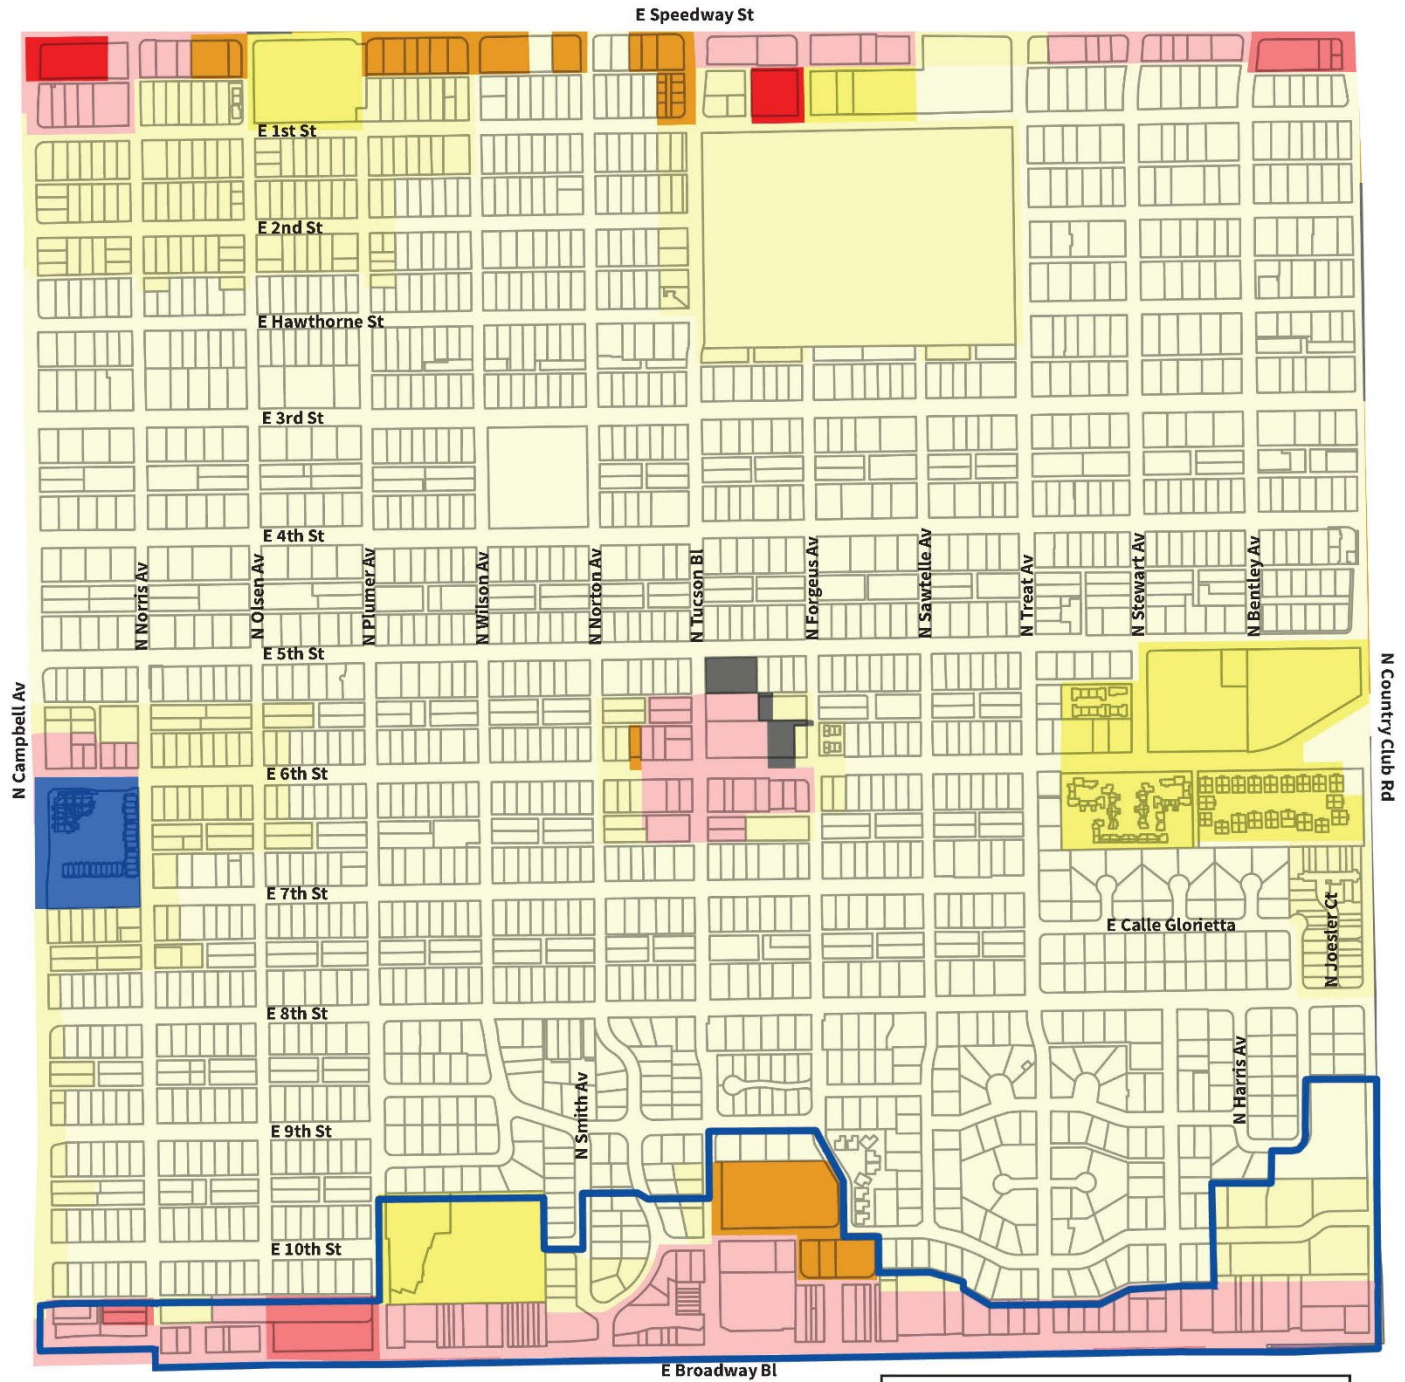 E Speedway St
E 1st St
E 2nd St
E Hawthorne St
E 3rd St
E 4th St
N Norris Av
N Olsen Av
N Plumer Av
N Wilson Av
N Norton Av
N Tucson Bl
N Forgeus Av
N Sawtelle Av
N Treat Av
N Stewart Av
N Bentley Av
E 5th St
N Campbell Av
N Country Club Rd
E 6th St
E 7th St
E Calle Glorietta
N Joesler Ct
E 8th St
N Smith Av
N Harris Av
E 9th St
E 10th St
E Broadway Bl